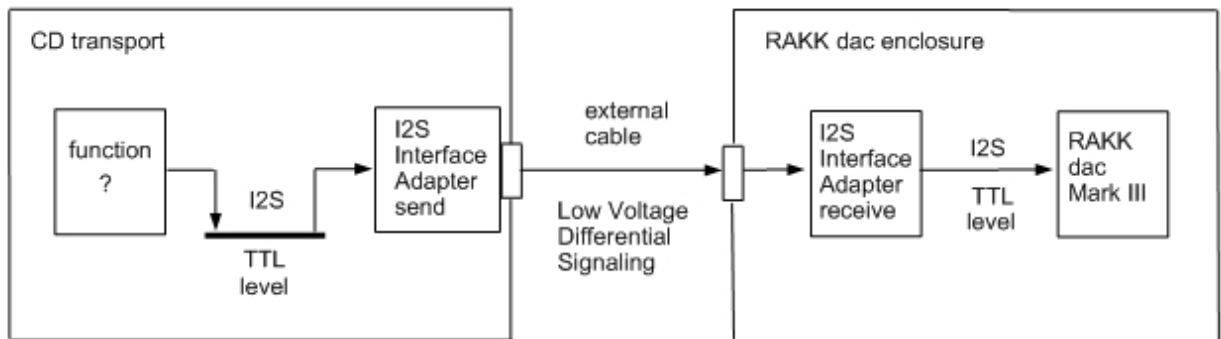 CD transport
function
?
I2S
TTL
level
I2S
Interface
Adapter
send
external
cable
Low Voltage
Differential
Signaling
RAKK dac enclosure
I2S
Interface
Adapter
receive
I2S
TTL
level
RAKK
dac
Mark III